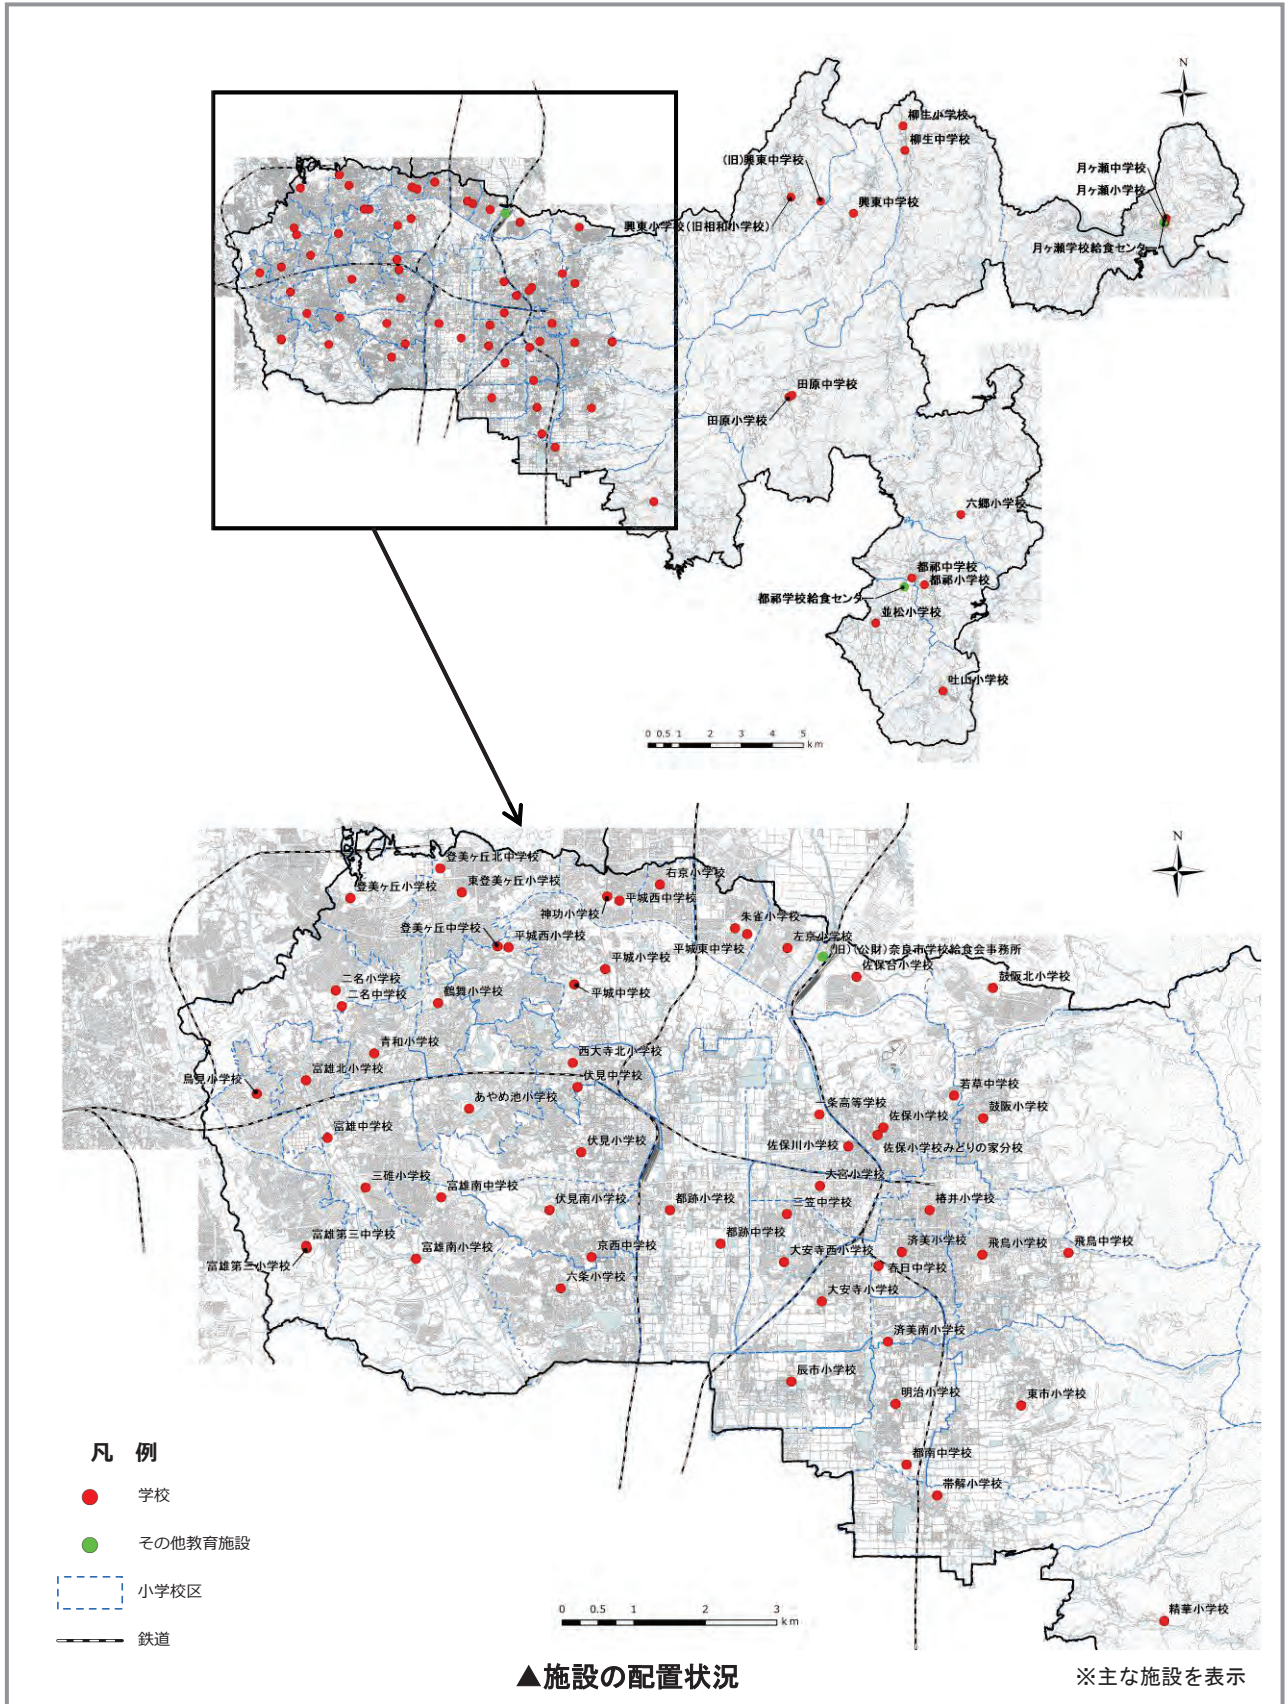 N
柳生小学校
柳生中学校
(旧)興東中学校
月ヶ瀬中学校
月ヶ瀬小学校
興東中学校
興東小学校(旧相和小学校)
月ヶ瀬学校給食センター
田原中学校
田原小学校
六郷小学校
都祁中学校
都祁小学校
都祁学校給食センター
並松小学校
吐山小学校
0 0.5 1 2 3 4 5
km
N
登美ヶ丘北中学校
右京小学校
登美ヶ丘小学校
東登美ヶ丘小学校
神功小学校
平城西中学校
朱雀小学校
登美ヶ丘中学校
平城西小学校
平城東中学校
左京小学校
(旧)(公財)奈良市学校給食会事務所
平城小学校
佐保台小学校
鼓阪北小学校
二名小学校
二名中学校
鶴舞小学校
平城中学校
青和小学校
西大寺北小学校
鳥見小学校
富雄北小学校
伏見中学校
あやめ池小学校
若草中学校
一条高等学校
佐保小学校
鼓阪小学校
富雄中学校
伏見小学校
佐保川小学校
佐保小学校みどりの家分校
三碓小学校
富雄南中学校
大宮小学校
伏見南小学校
都跡小学校
三笠中学校
椿井小学校
富雄第三中学校
富雄第三小学校
富雄南小学校
京西中学校
都跡中学校
大安寺西小学校
済美小学校
飛鳥小学校
飛鳥中学校
春日中学校
六条小学校
大安寺小学校
済美南小学校
辰市小学校
明治小学校
東市小学校
都南中学校
帯解小学校
精華小学校
凡 例
学校
その他教育施設
小学校区
鉄道
0 0.5 1 2 3
km
▲施設の配置状況
※主な施設を表示